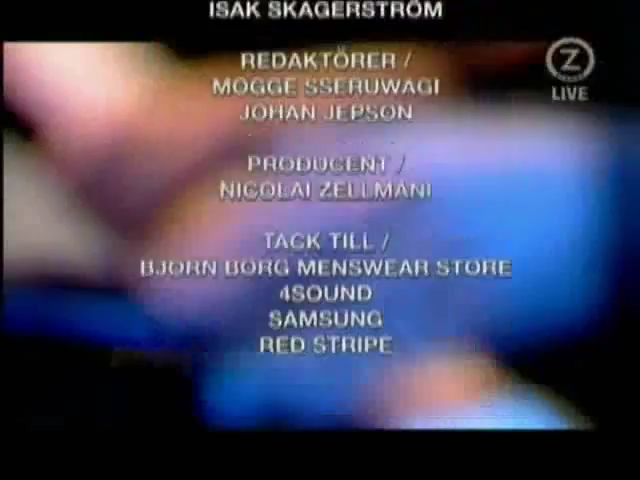 ISAK SKAGERSTRÖM
REDAKTÖRER /
MOGGE SSERUWAGI
JOHAN JEPSON
PRODUCENT /
NICOLAI ZELLMANI
TACK TILL /
BJORN BORG MENSWEAR STORE
4SOUND
SAMSUNG
RED STRIPE
Z
LIVE